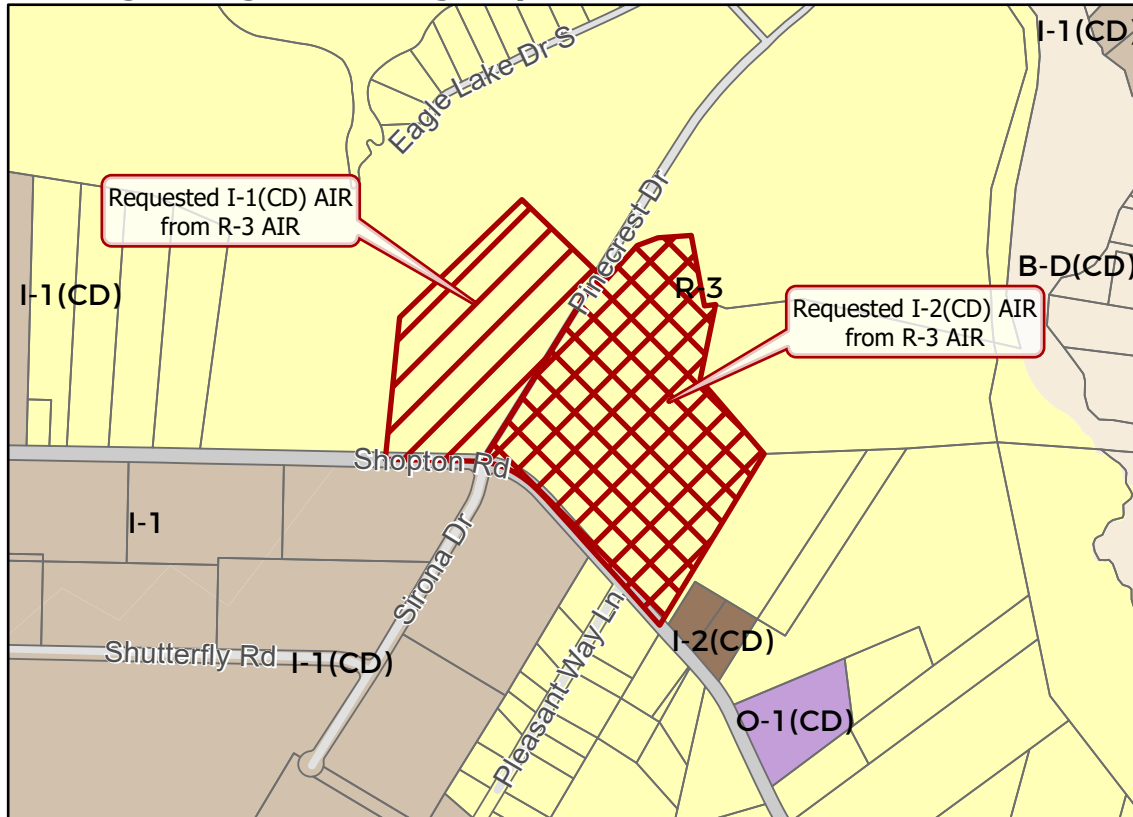 I-1(CD)
Eagle Lake Dr S
Requested I-1(CD) AIR
from R-3 AIR
Pinecrest Dr
B-D(CD)
I-1(CD)
R-3
Requested I-2(CD) AIR
from R-3 AIR
Shopton Rd
I-1
Sirona Dr
Pleasant Way Ln
I-2(CD)
Shutterfly Rd
I-1(CD)
O-1(CD)